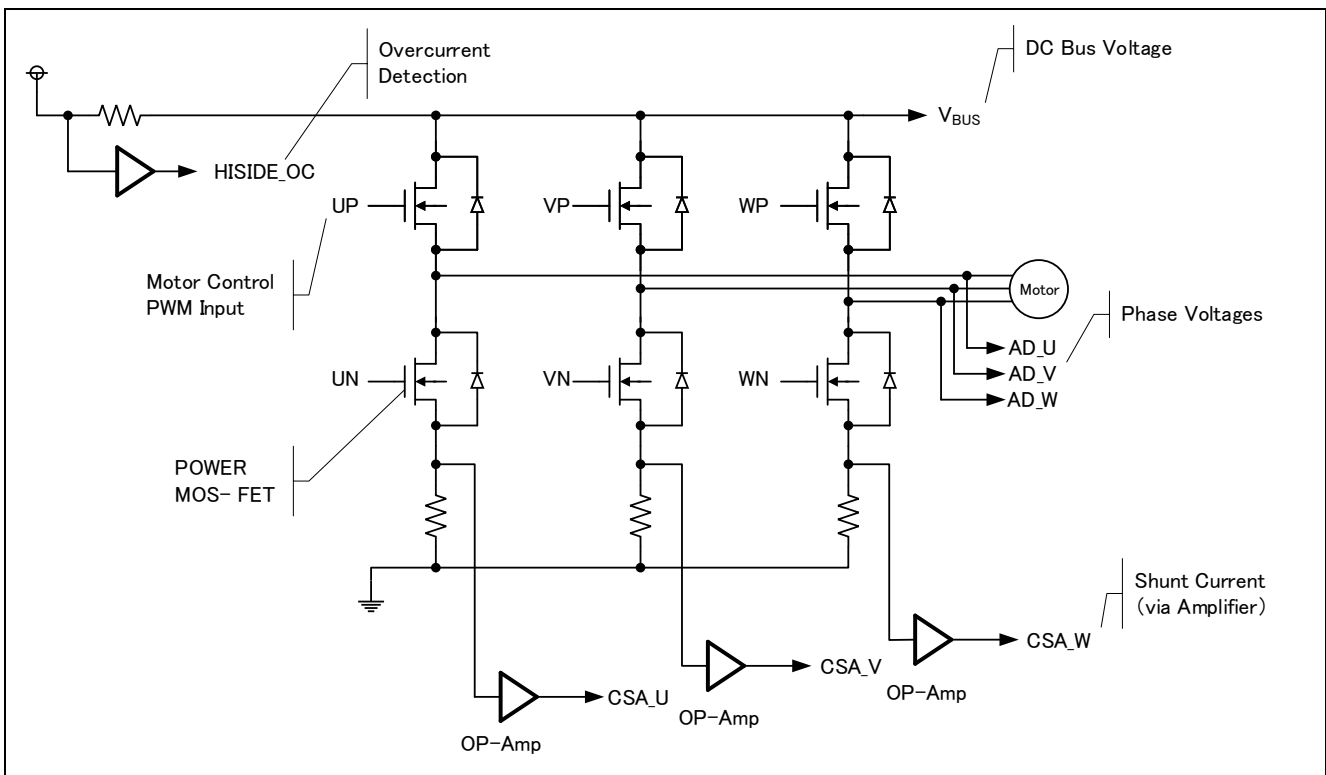 Overcurrent
Detection
DC Bus Voltage
VBUS
HISIDE_OC
UP
VP
WP
Motor Control
PWM Input
Motor
Phase Voltages
AD_U
AD_V
AD_W
UN
VN
WN
POWER
MOS- FET
Shunt Current
(via Amplifier)
CSA_W
CSA_V
CSA_U
OP-Amp
OP-Amp
OP-Amp